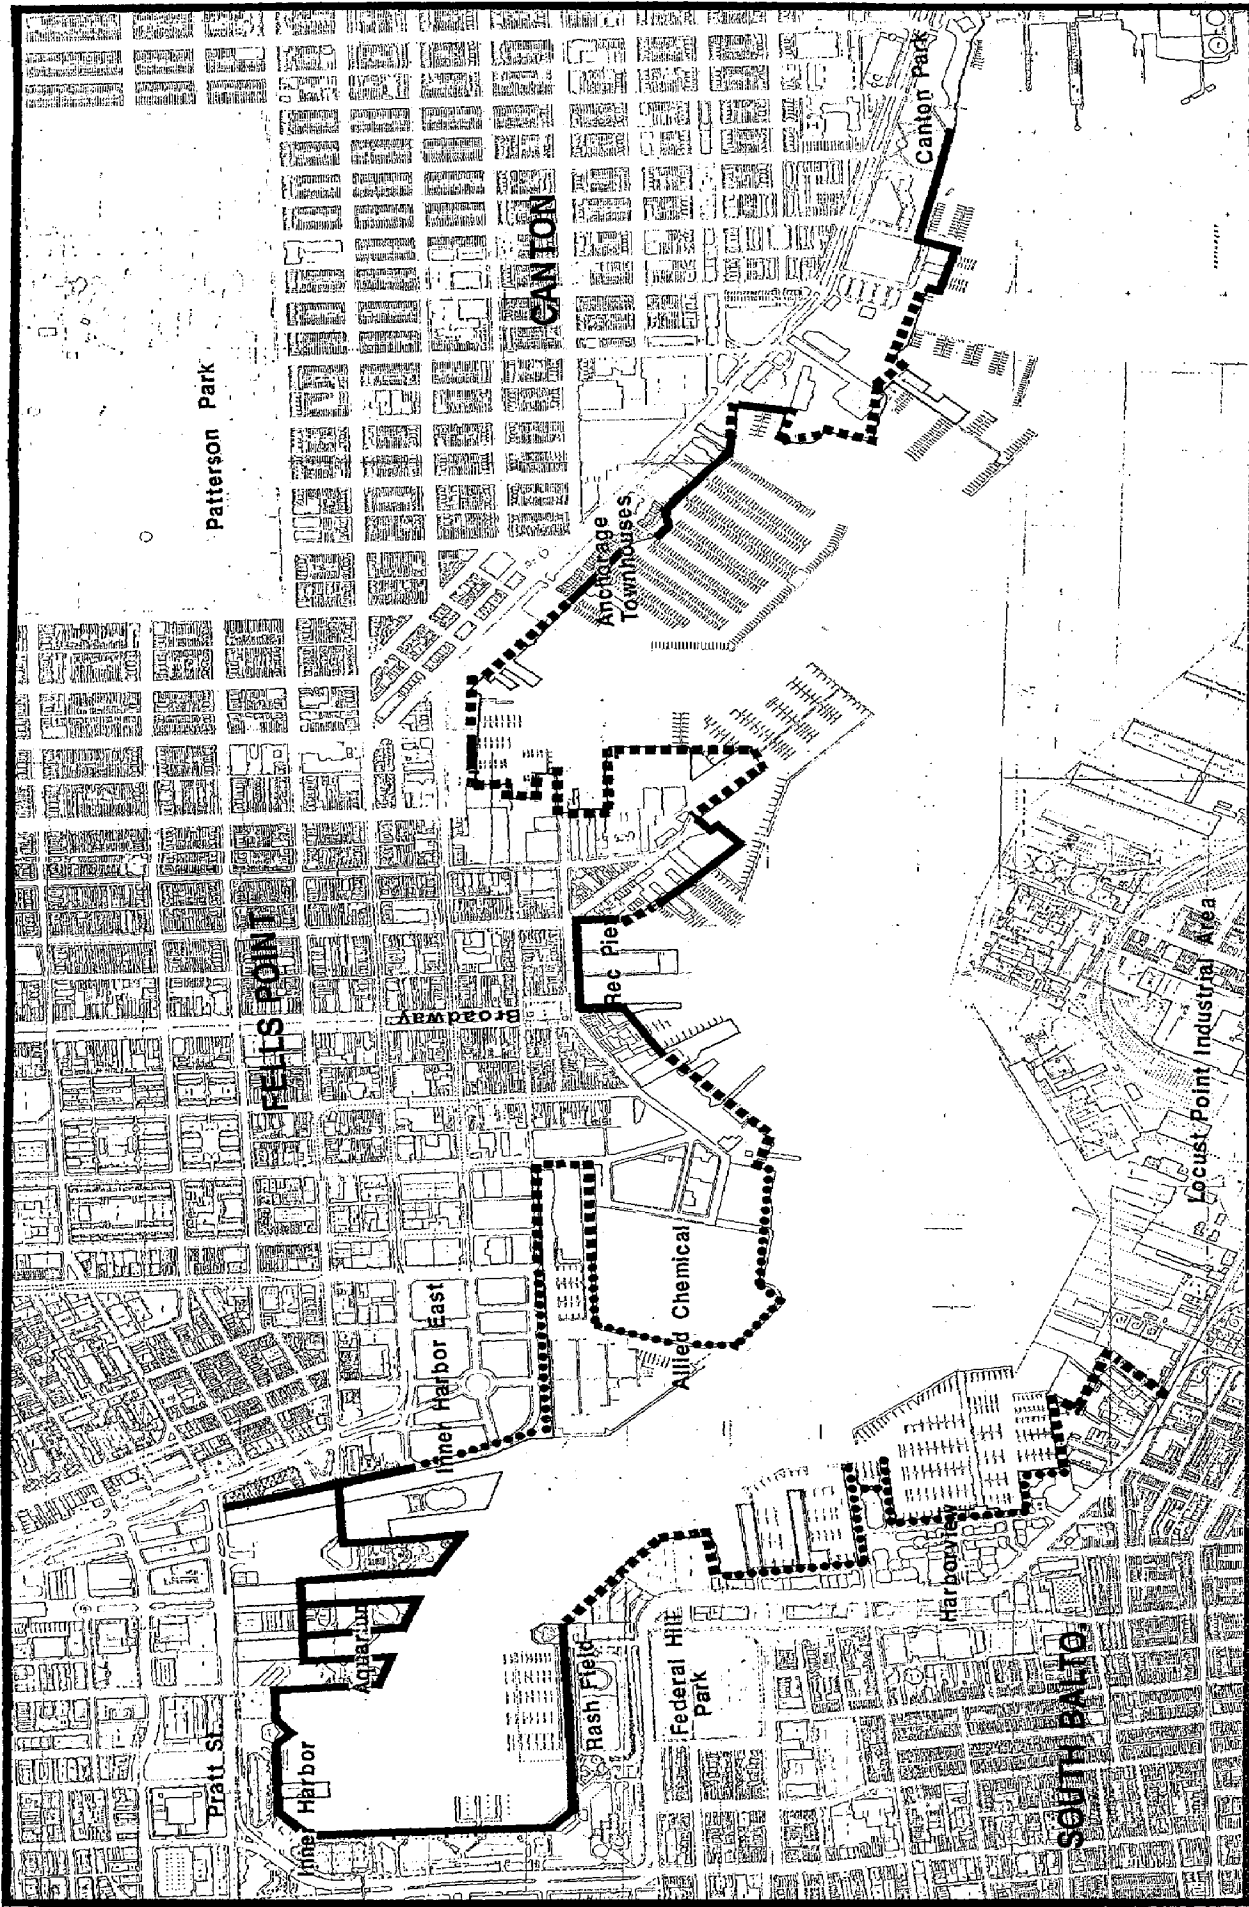 Patterson Park
CANTON
Canton Park
FELLS POINT
Broadway
Anchorage
Townhouses
Rec Pier
Pratt St.
Inner Harbor
Aquarium
Inner Harbor East
Allied Chemical
Rash Field
Federal Hill
Park
Harborview
SOUTH BALTO.
Locust Point Industrial Area